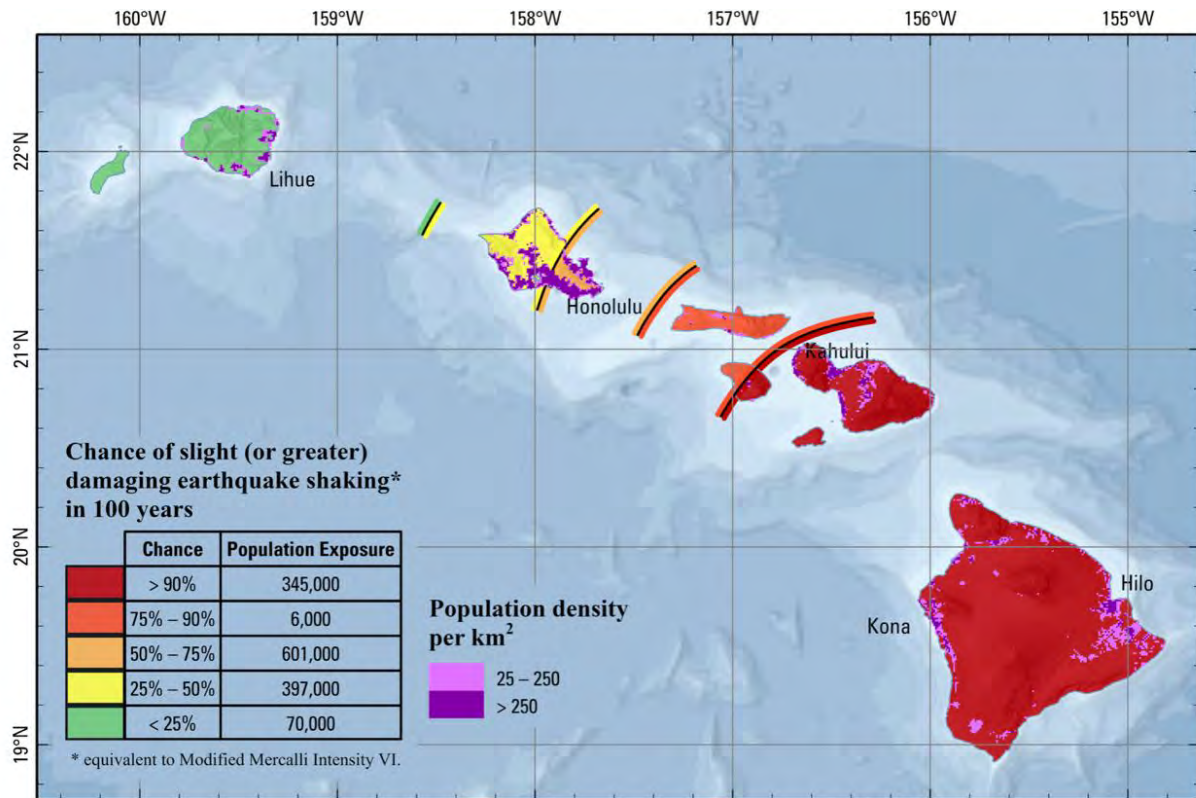 160°W 159°W 158°W 157°W 156°W 155°W
22°N
Lihue
Honolulu
21°N
Kahului
Chance of slight (or greater)
damaging earthquake shaking*
in 100 years
Chance Population Exposure
> 90% 345,000
75% – 90% 6,000
50% – 75% 601,000
25% – 50% 397,000
< 25% 70,000
* equivalent to Modified Mercalli Intensity VI.
20°N
Population density
per km²
25 – 250
> 250
Hilo
Kona
19°N